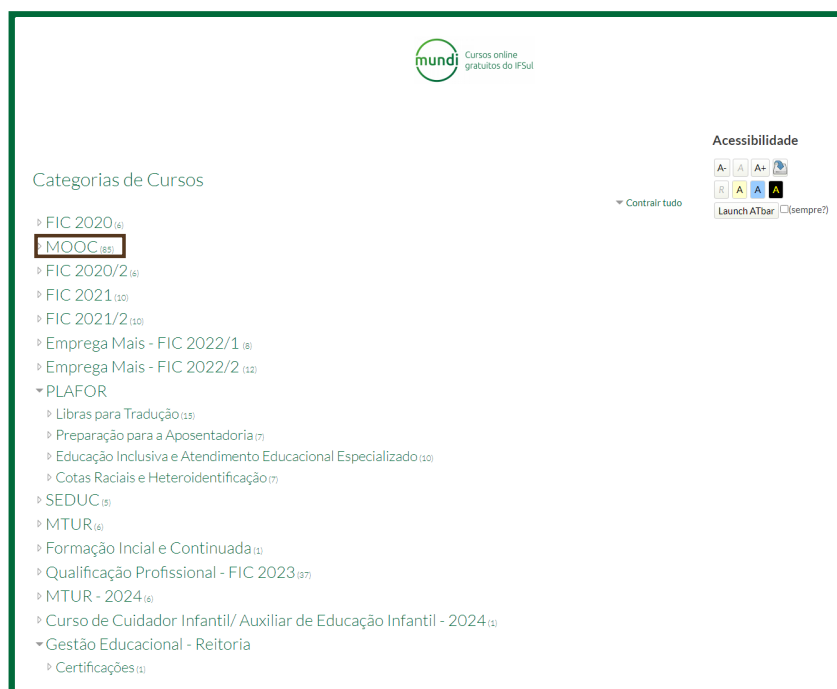 mundi
Cursos online
gratuitos do IFSul
Acessibilidade
A- A A+
R A A A
Launch ATbar (sempre?)
Categorias de Cursos
Contrair tudo
FIC 2020 (6)
MOOC (85)
FIC 2020/2 (6)
FIC 2021 (10)
FIC 2021/2 (10)
Emprega Mais - FIC 2022/1 (8)
Emprega Mais - FIC 2022/2 (12)
PLAFOR
Libras para Tradução (15)
Preparação para a Aposentadoria (7)
Educação Inclusiva e Atendimento Educacional Especializado (10)
Cotas Raciais e Heteroidentificação (7)
SEDUC (5)
MTUR (6)
Formação Incial e Continuada (1)
Qualificação Profissional - FIC 2023 (37)
MTUR - 2024 (6)
Curso de Cuidador Infantil/ Auxiliar de Educação Infantil - 2024 (1)
Gestão Educacional - Reitoria
Certificações (1)